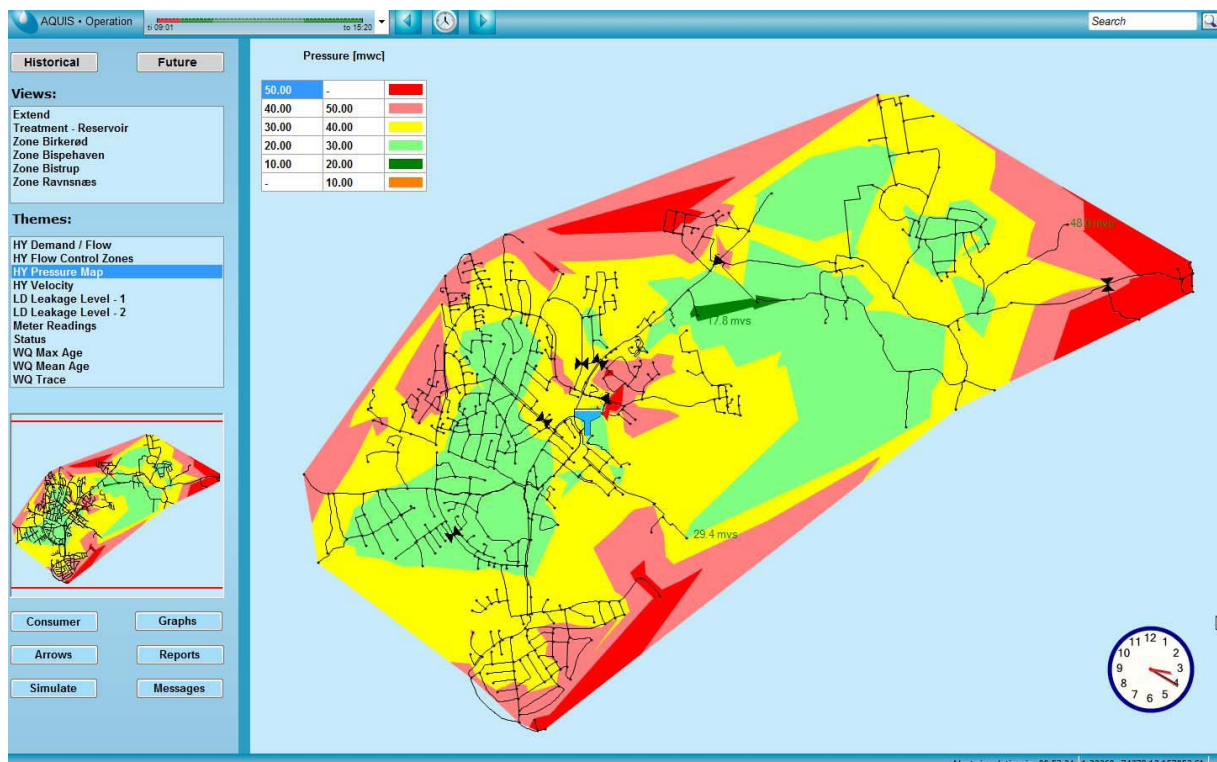 AQUIS • Operation
ti 09:01
to 15:20
Search
Historical
Future
Views:
Extend
Treatment - Reservoir
Zone Birkerød
Zone Bispehaven
Zone Bistrup
Zone Ravnsnæs
Themes:
HY Demand / Flow
HY Flow Control Zones
HY Pressure Map
HY Velocity
LD Leakage Level - 1
LD Leakage Level - 2
Meter Readings
Status
WQ Max Age
WQ Mean Age
WQ Trace
Consumer
Graphs
Arrows
Reports
Simulate
Messages
Pressure [mwc]
50.00 -
40.00 50.00
30.00 40.00
20.00 30.00
10.00 20.00
- 10.00
mvs
17.8 mvs
29.4 mvs
12
1
2
3
4
5
6
7
8
9
10
11